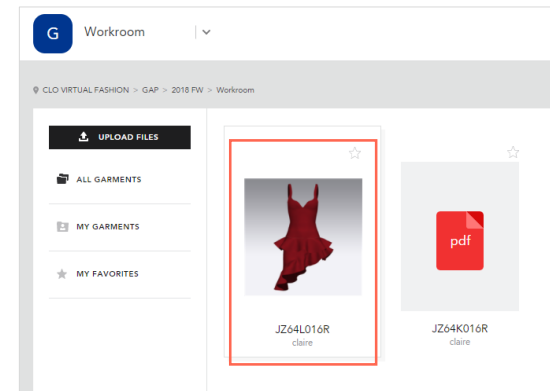 G Workroom
CLO VIRTUAL FASHION > GAP > 2018 FW > Workroom
UPLOAD FILES
ALL GARMENTS
MY GARMENTS
MY FAVORITES
pdf
JZ64L016R
claire
JZ64K016R
claire